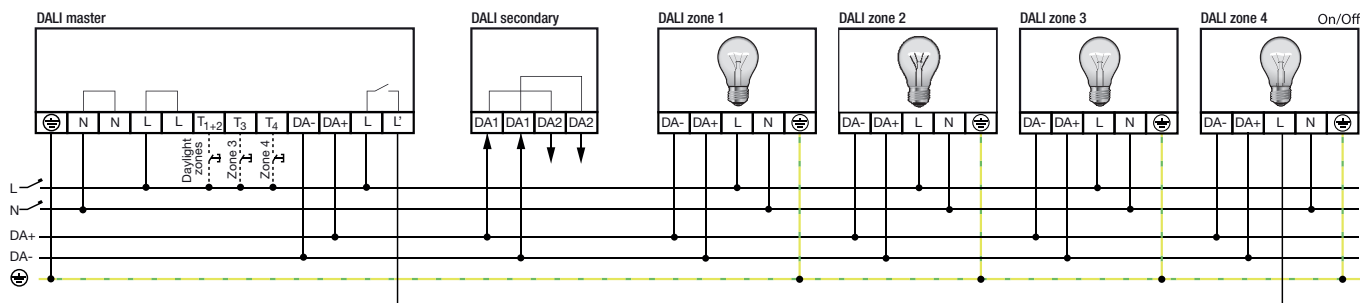 DALI master
DALI secondary
DALI zone 1
DALI zone 2
DALI zone 3
DALI zone 4
On/Off
N N L L T1+2 T3 T4 DA- DA+ L L'
DA1 DA1 DA2 DA2
DA- DA+ L N
DA- DA+ L N
DA- DA+ L N
DA- DA+ L N
Daylight
zones
Zone 3
Zone 4
L
N
DA+
DA-